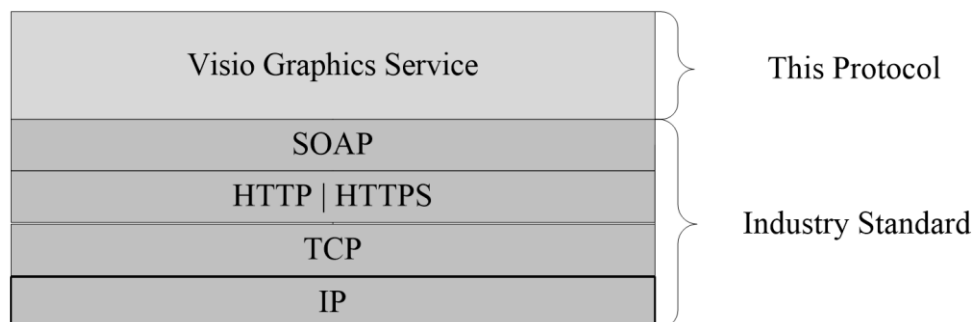 Visio Graphics Service
This Protocol
SOAP
HTTP | HTTPS
Industry Standard
TCP
IP